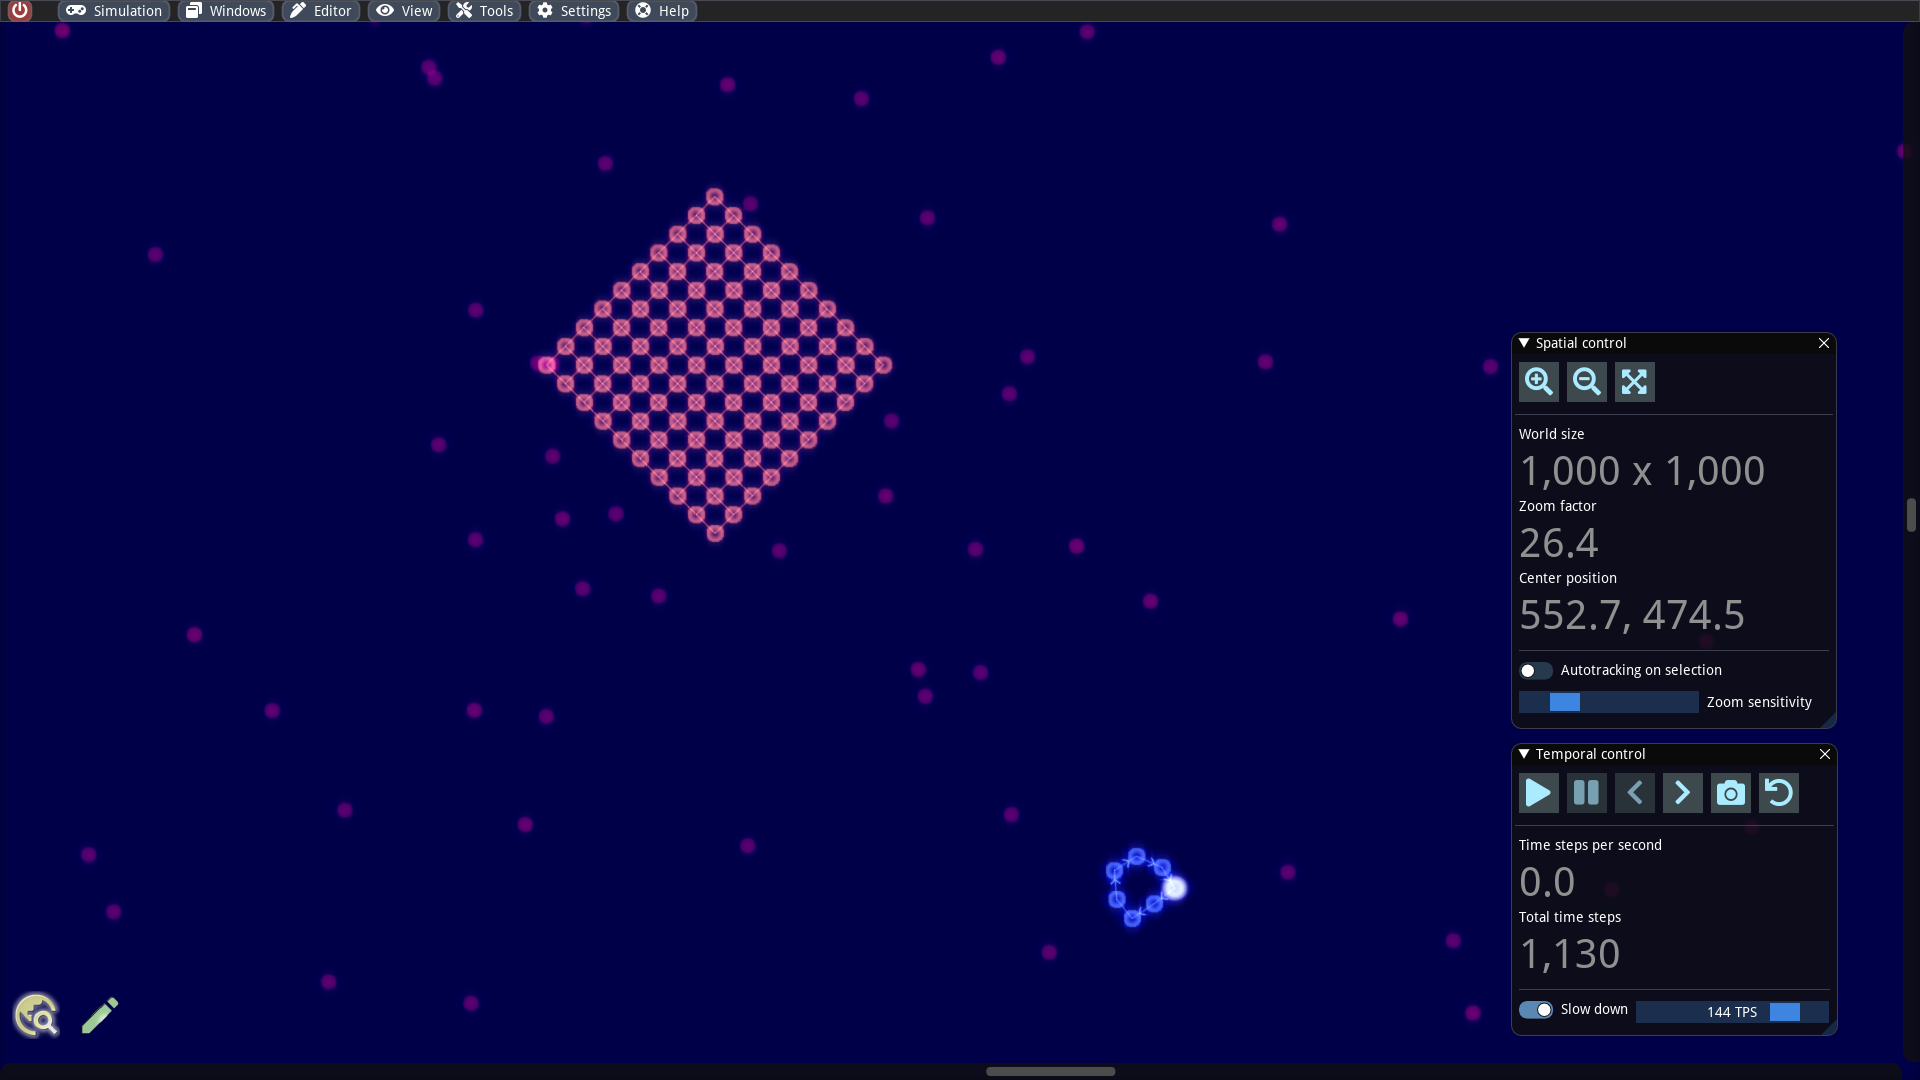 Simulation Windows Editor View Tools Settings Help
Spatial control
World size
1,000 x 1,000
Zoom factor
26.4
Center position
552.7, 474.5
Autotracking on selection
Zoom sensitivity
Temporal control
Time steps per second
0.0
Total time steps
1,130
Slow down 144 TPS